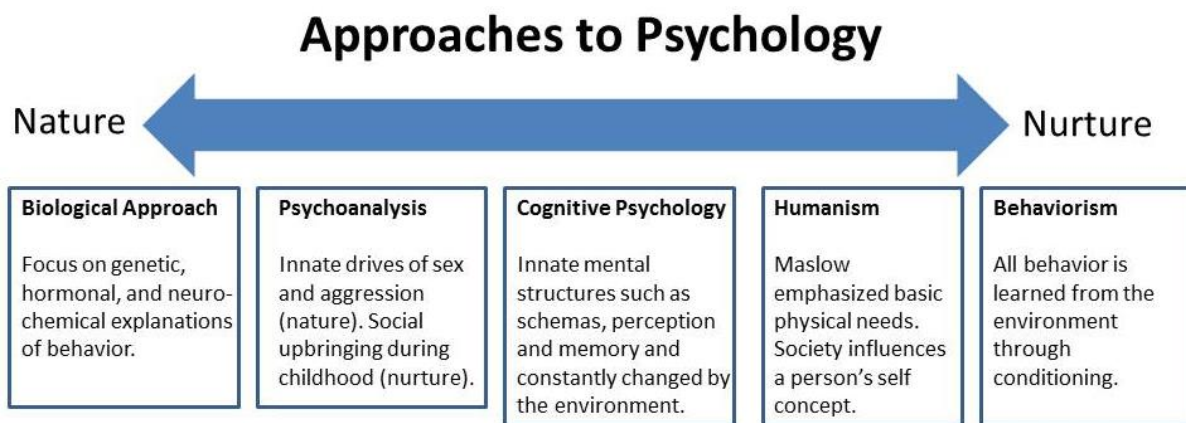 Approaches to Psychology
Nature
Nurture
Biological Approach
Focus on genetic,
hormonal, and neuro-
chemical explanations
of behavior.
Psychoanalysis
Innate drives of sex
and aggression
(nature). Social
upbringing during
childhood (nurture).
Cognitive Psychology
Innate mental
structures such as
schemas, perception
and memory and
constantly changed by
the environment.
Humanism
Maslow
emphasized basic
physical needs.
Society influences
a person's self
concept.
Behaviorism
All behavior is
learned from the
environment
through
conditioning.